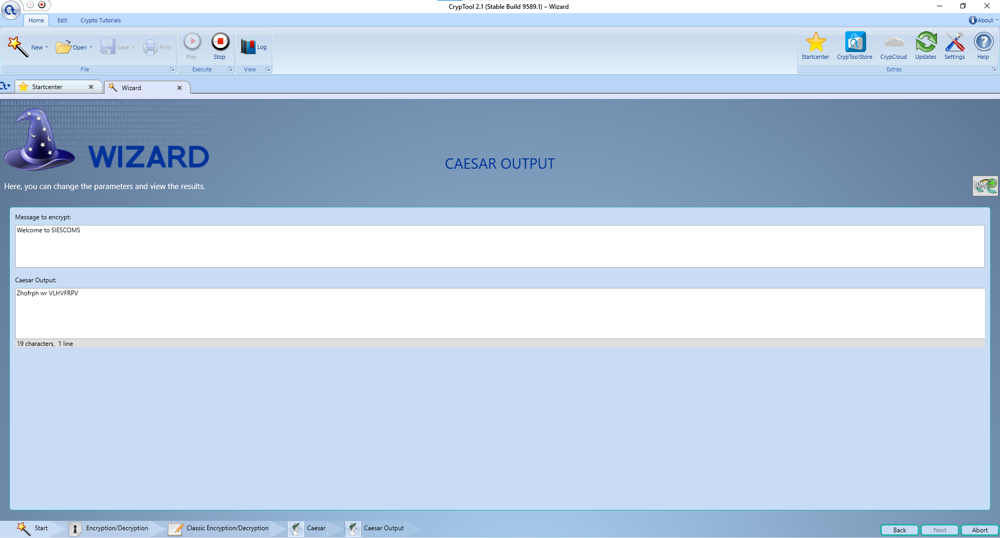 CrypTool 2.1 (Stable Build 9589.1) – Wizard
Home Edit Crypto Tutorials About
New Open Save Print Play Stop Log Startcenter CrypToolStore CrypCloud Updates Settings Help
File Execute View Extras
Startcenter Wizard
WIZARD
CAESAR OUTPUT
Here, you can change the parameters and view the results.
Message to encrypt:
Welcome to SIESCOMS
Caesar Output:
Zhofrph wr VLHVFRPV
19 characters, 1 line
Start Encryption/Decryption Classic Encryption/Decryption Caesar Caesar Output
Back Next Abort